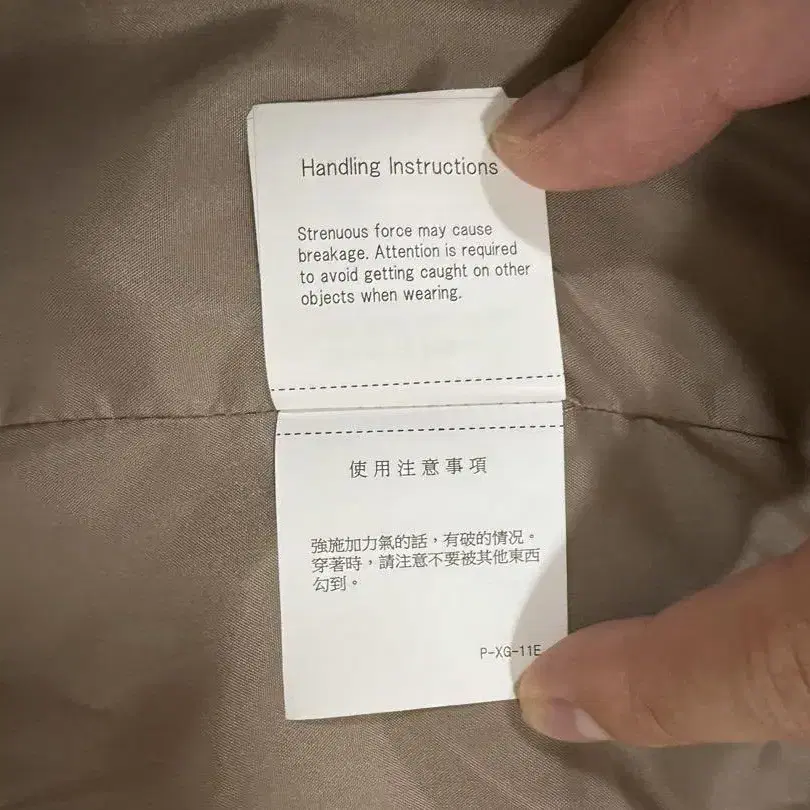 Handling Instructions
Strenuous force may cause
breakage. Attention is required
to avoid getting caught on other
objects when wearing.
使用注意事項
強施加力氣的話，有破的情況。
穿著時，請注意不要被其他東西
勾到。
P-XG-11E